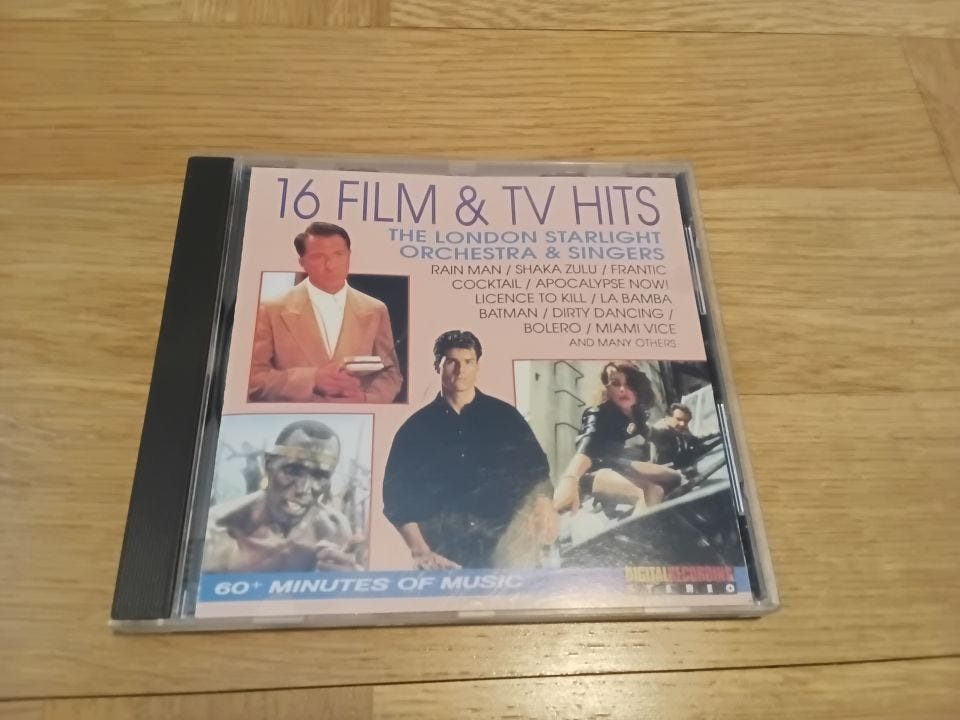 16 FILM & TV HITS
THE LONDON STARLIGHT
ORCHESTRA & SINGERS
RAIN MAN / SHAKA ZULU / FRANTIC
COCKTAIL / APOCALYPSE NOW!
LICENCE TO KILL / LA BAMBA
BATMAN / DIRTY DANCING /
BOLERO / MIAMI VICE
AND MANY OTHERS
60+ MINUTES OF MUSIC
DIGITAL RECORDING
STEREO